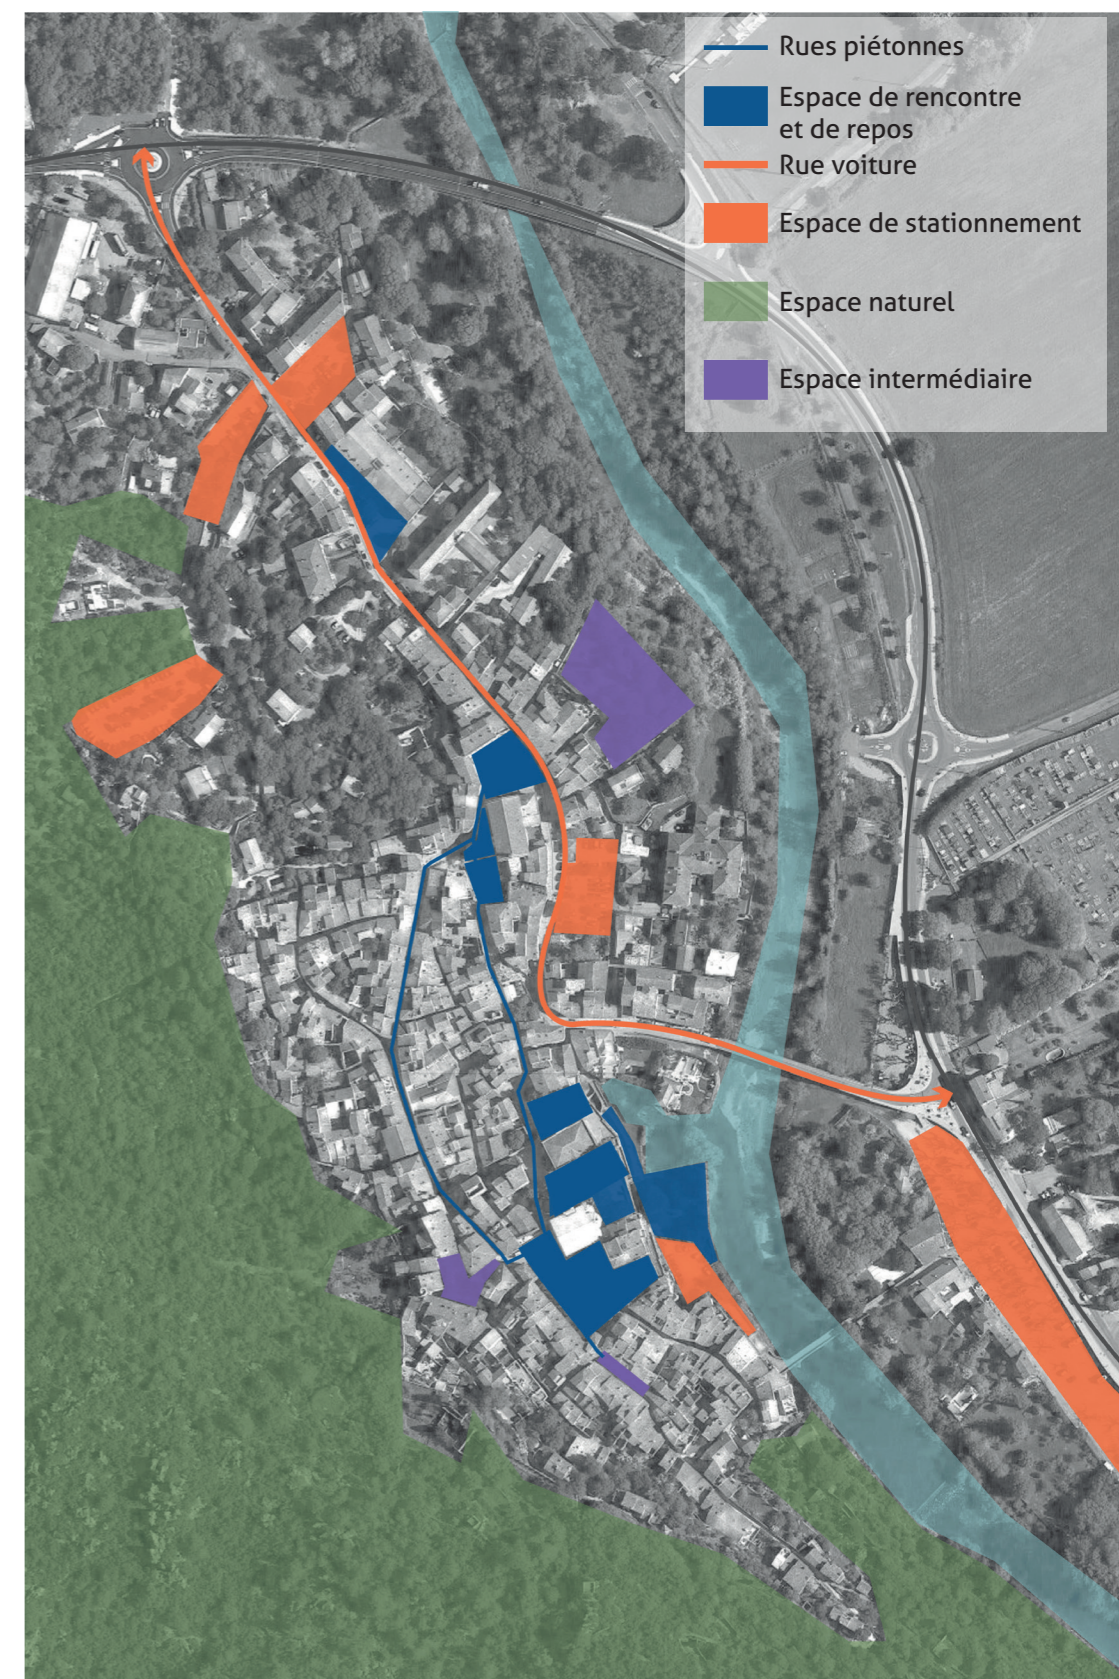 Rues piétonnes
Espace de rencontre
et de repos
Rue voiture
Espace de stationnement
Espace naturel
Espace intermédiaire